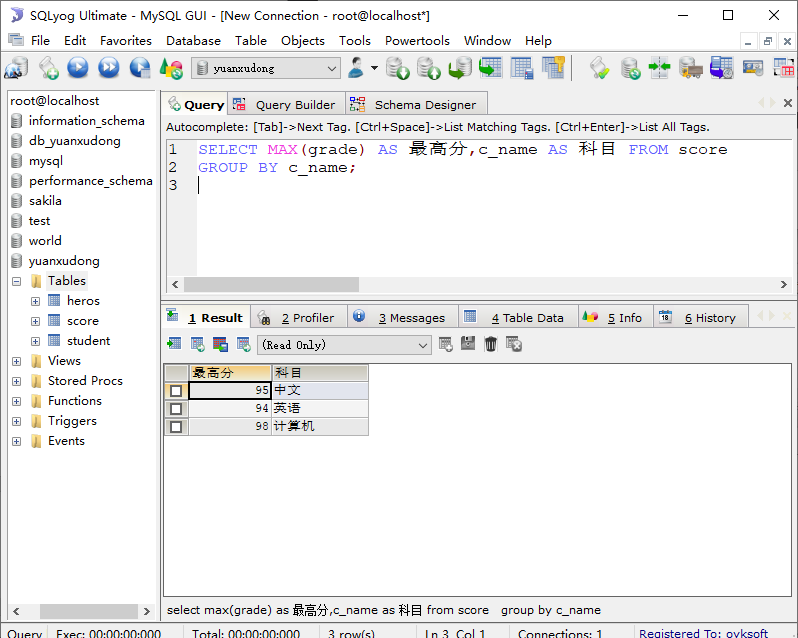 SQLyog Ultimate - MySQL GUI - [New Connection - root@localhost*]
File Edit Favorites Database Table Objects Tools Powertools Window Help
yuanxudong
root@localhost
information_schema
db_yuanxudong
mysql
performance_schema
sakila
test
world
yuanxudong
Tables
heros
score
student
Views
Stored Procs
Functions
Triggers
Events
Query Query Builder Schema Designer
Autocomplete: [Tab]->Next Tag. [Ctrl+Space]->List Matching Tags. [Ctrl+Enter]->List All Tags.
1 SELECT MAX(grade) AS 最高分,c_name AS 科目 FROM score
2 GROUP BY c_name;
3
1 Result 2 Profiler 3 Messages 4 Table Data 5 Info 18 6 History
(Read Only)
最高分 科目
95 中文
94 英语
98 计算机
select max(grade) as 最高分,c_name as 科目 from score group by c_name
Query Exec: 00:00:00:000 Total: 00:00:00:000 3 row(s) Ln 3, Col 1 Connections: 1 Registered To: ovksoft